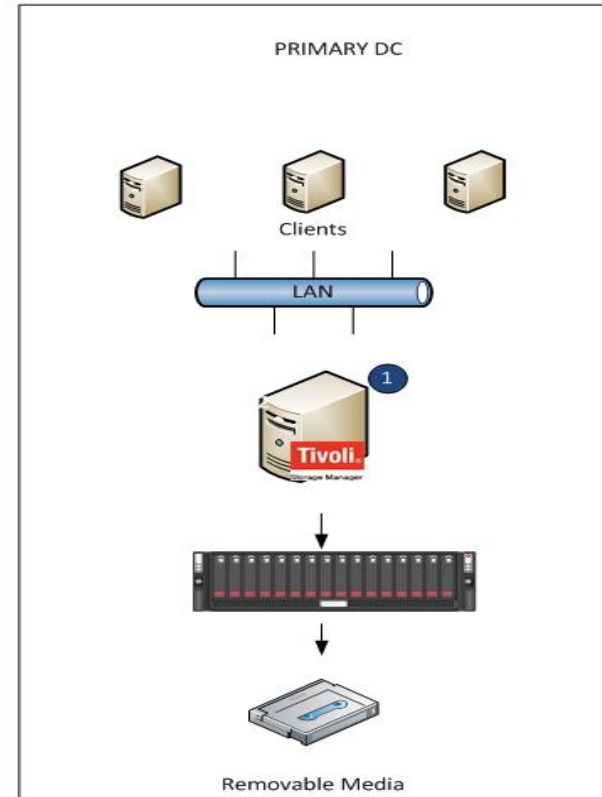 PRIMARY DC
Clients
LAN
1
Tivoli.
Storage Manager
Removable Media